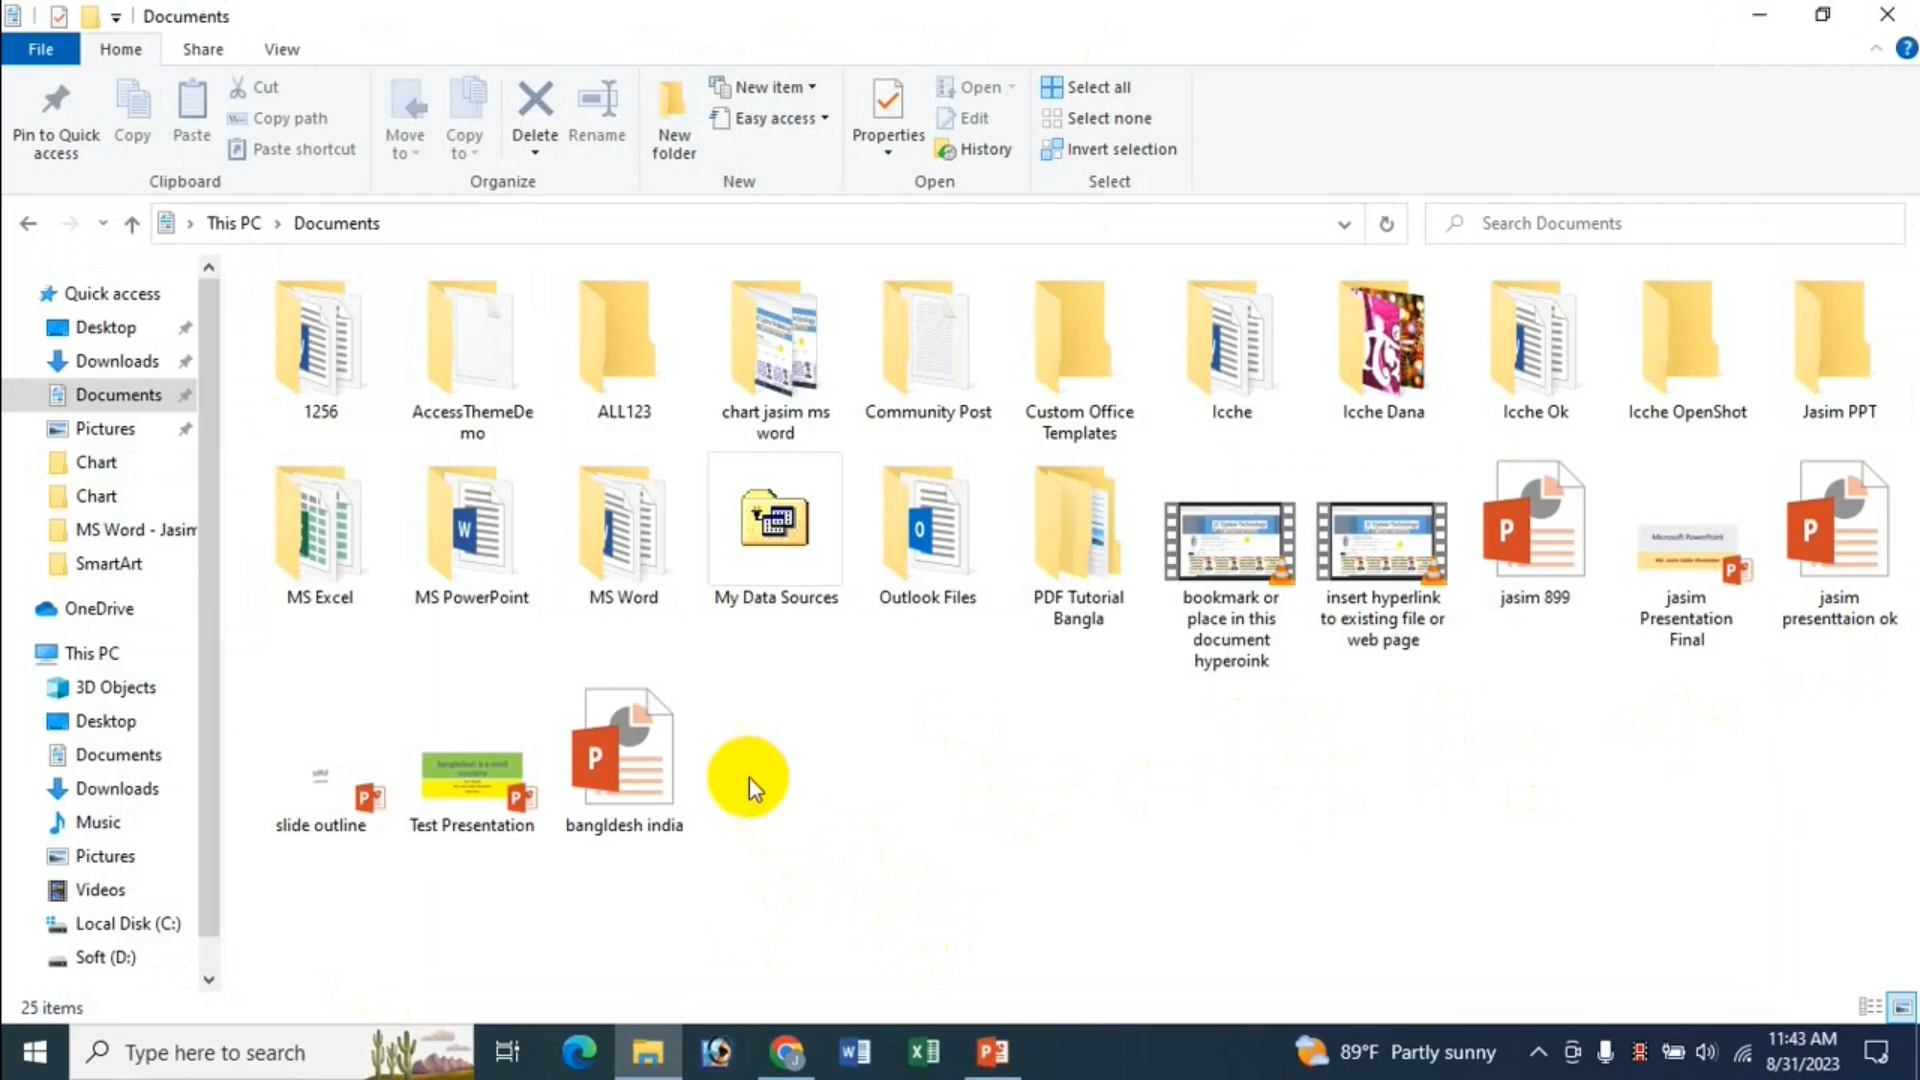 Documents
File Home Share View
Pin to Quick access
Copy
Paste
Cut
Copy path
Paste shortcut
Clipboard
Move to
Copy to
Delete
Rename
Organize
New folder
New item
Easy access
New
Properties
Open
Edit
History
Open
Select all
Select none
Invert selection
Select
This PC Documents
Search Documents
Quick access
Desktop
Downloads
Documents
Pictures
Chart
Chart
MS Word - Jasim
SmartArt
OneDrive
This PC
3D Objects
Desktop
Documents
Downloads
Music
Pictures
Videos
Local Disk (C:)
Soft (D:)
1256
AccessThemeDe
mo
ALL123
chart jasim ms
word
Community Post
Custom Office
Templates
Icche
Icche Dana
Icche Ok
Icche OpenShot
Jasim PPT
MS Excel
MS PowerPoint
MS Word
My Data Sources
Outlook Files
PDF Tutorial
Bangla
bookmark or
place in this
document
hyperoink
insert hyperlink
to existing file or
web page
jasim 899
Microsoft PowerPoint
jasim
Presentation
Final
jasim
presenttaion ok
slide outline
Test Presentation
bangldesh india
25 items
Type here to search
89°F Partly sunny
11:43 AM
8/31/2023